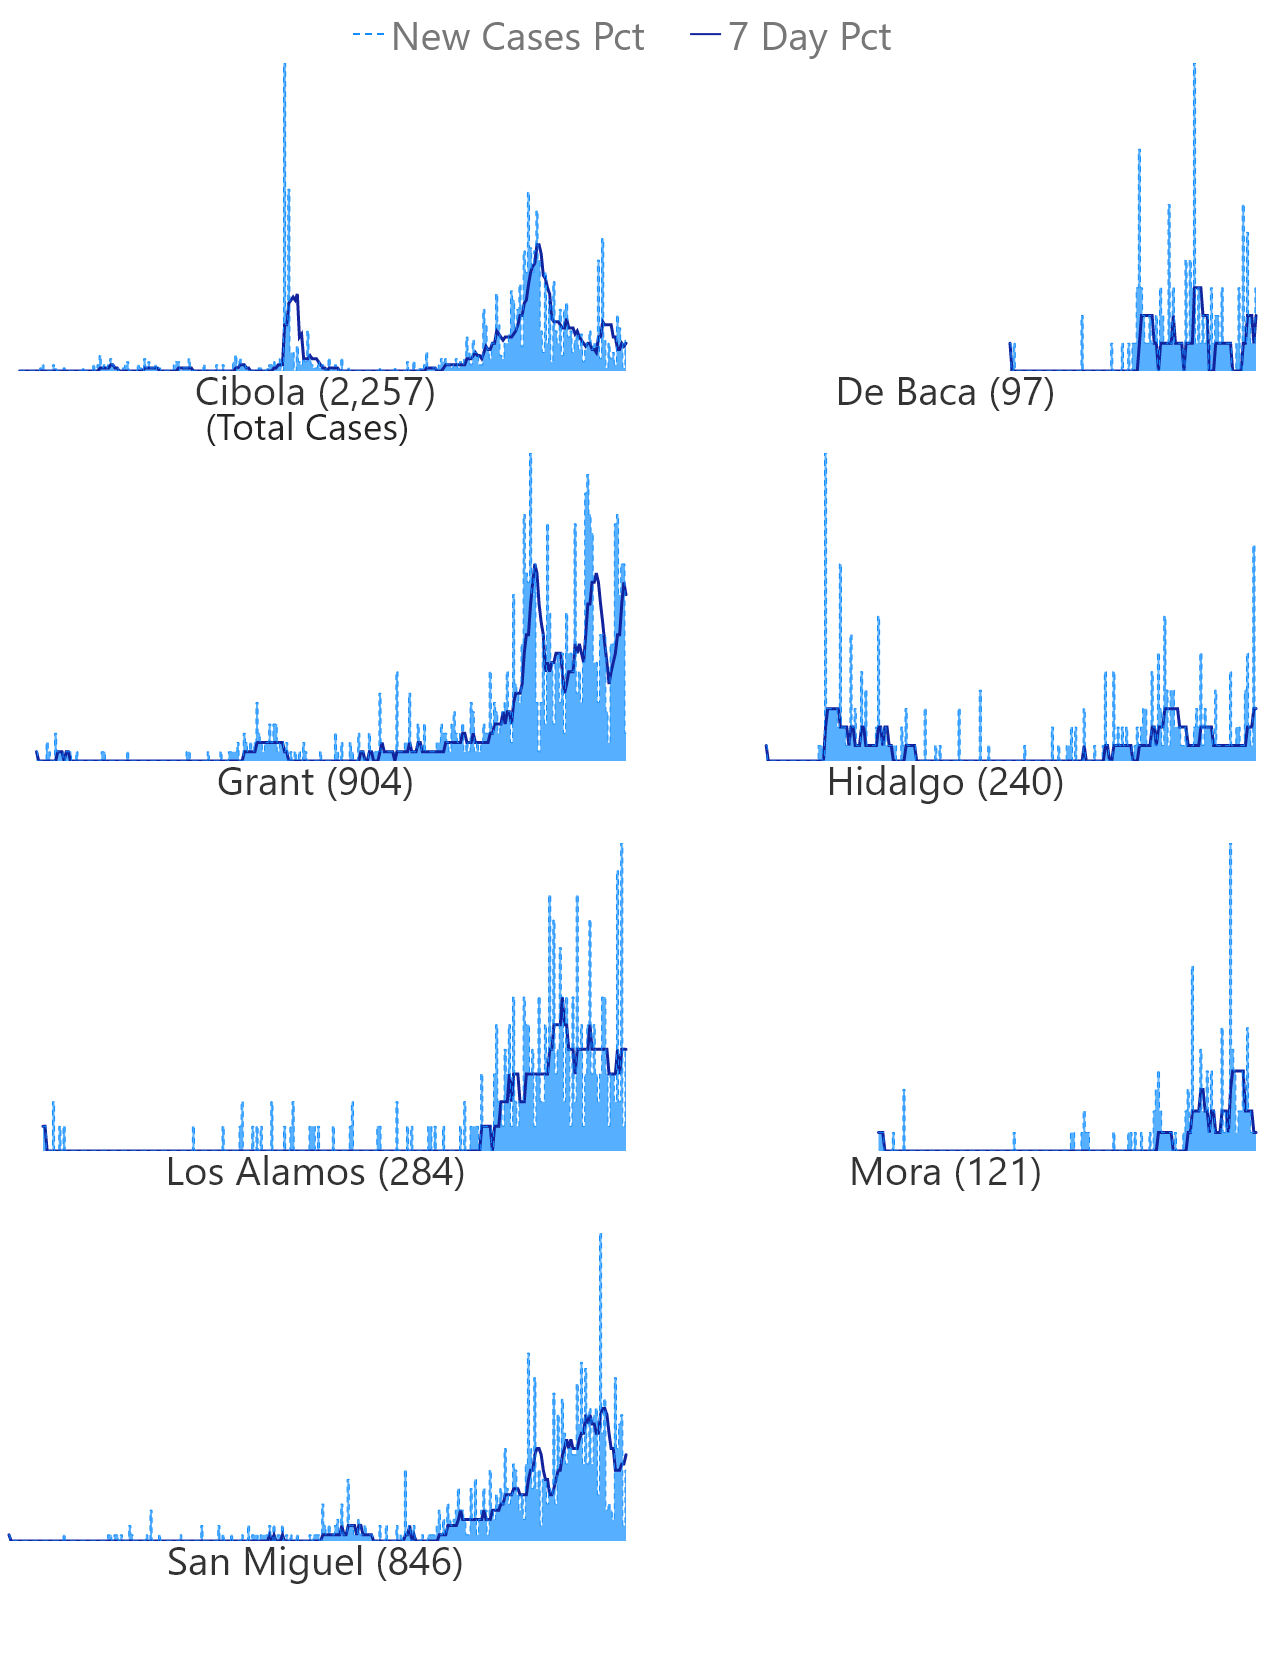 New Cases Pct 7 Day Pct
Cibola (2,257) De Baca (97)
(Total Cases)
Grant (904) Hidalgo (240)
Los Alamos (284) Mora (121)
San Miguel (846)